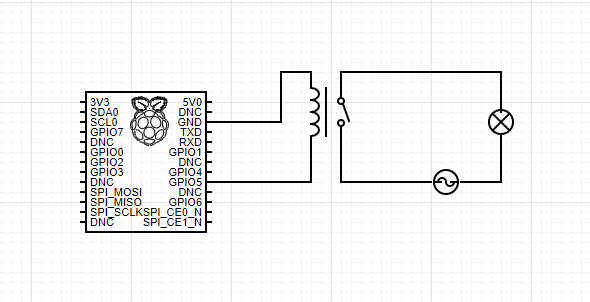 3V3 5V0
SDA0 DNC
SCL0 GND
GPIO7 TXD
DNC RXD
GPIO0 GPIO1
GPIO2 DNC
GPIO3 GPIO4
DNC GPIO5
SPI_MOSI DNC
SPI_MISO GPIO6
SPI_SCLK SPI_CE0_N
DNC SPI_CE1_N